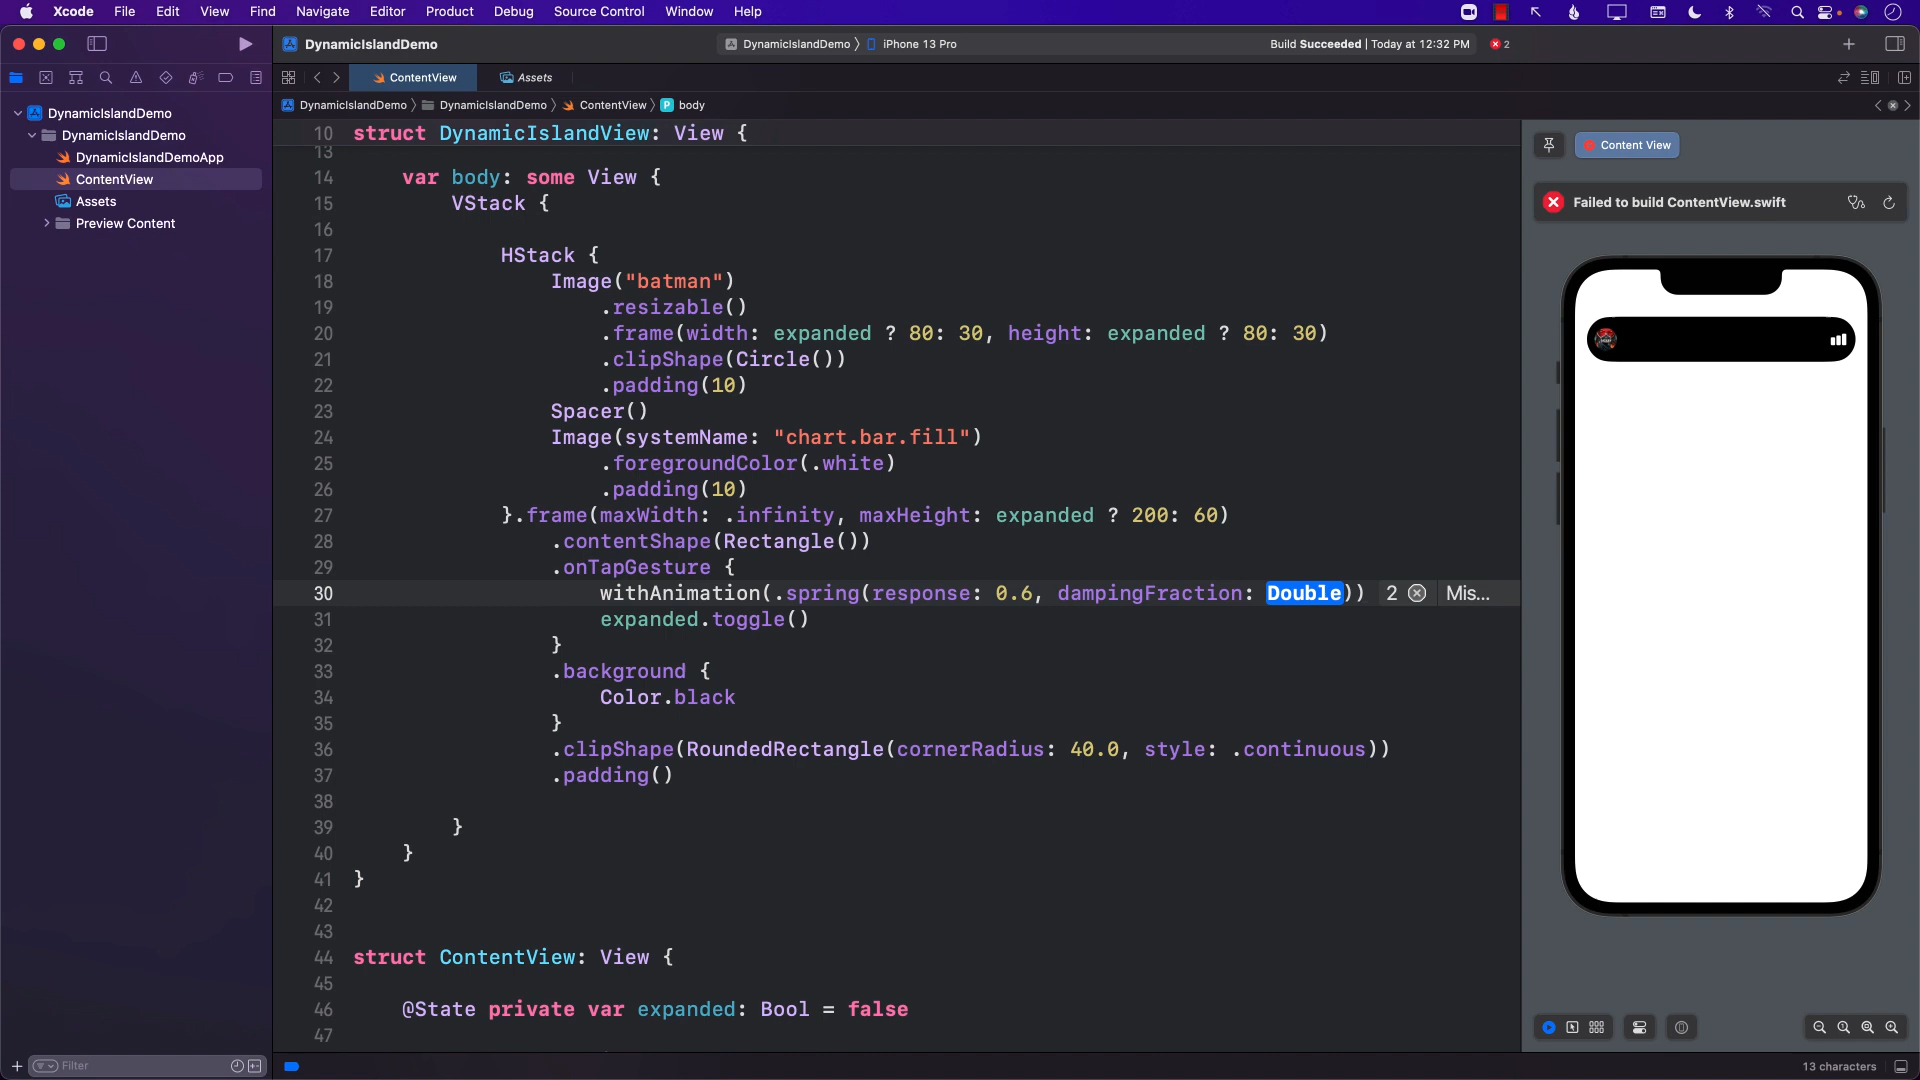 Xcode File Edit View Find Navigate Editor Product Debug Source Control Window Help
DynamicIslandDemo
DynamicIslandDemo 〉 iPhone 13 Pro
Build Succeeded | Today at 12:32 PM
2
ContentView
Assets
DynamicIslandDemo 〉 DynamicIslandDemo 〉 ContentView 〉 P body
DynamicIslandDemo
DynamicIslandDemo
DynamicIslandDemoApp
ContentView
Assets
Preview Content
10 struct DynamicIslandView: View {
13
14 var body: some View {
15 VStack {
16
17 HStack {
18 Image("batman")
19 .resizable()
20 .frame(width: expanded ? 80: 30, height: expanded ? 80: 30)
21 .clipShape(Circle())
22 .padding(10)
23 Spacer()
24 Image(systemName: "chart.bar.fill")
25 .foregroundColor(.white)
26 .padding(10)
27 }.frame(maxWidth: .infinity, maxHeight: expanded ? 200: 60)
28 .contentShape(Rectangle())
29 .onTapGesture {
30 withAnimation(.spring(response: 0.6, dampingFraction: Double)) 2 Mis...
31 expanded.toggle()
32 }
33 .background {
34 Color.black
35 }
36 .clipShape(RoundedRectangle(cornerRadius: 40.0, style: .continuous))
37 .padding()
38
39 }
40 }
41 }
42
43
44 struct ContentView: View {
45
46 @State private var expanded: Bool = false
47
Content View
Failed to build ContentView.swift
Filter
13 characters